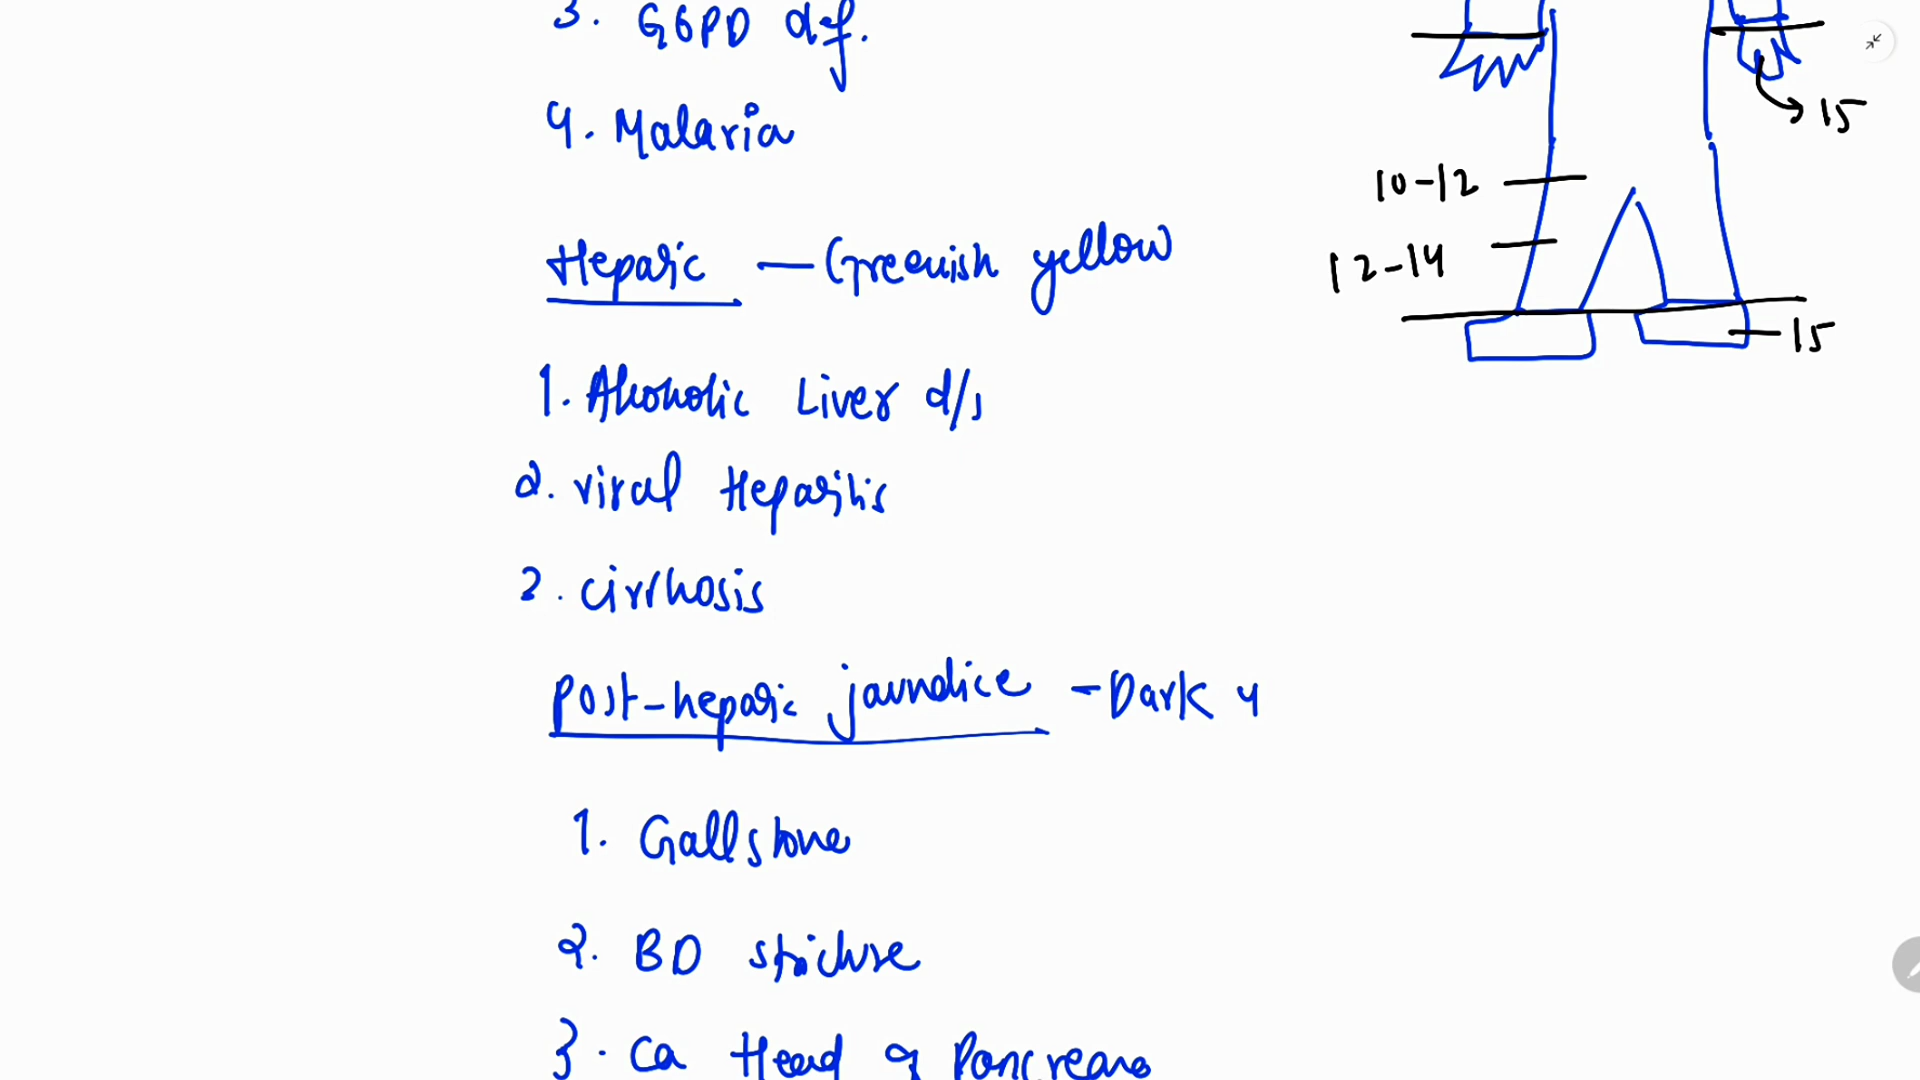 3. G6PD def.
4. Malaria
Hepatic — Greenish yellow
1. Alcoholic Liver d/s
2. viral Hepatitis
3. cirrhosis
Post-hepatic jaundice - Dark y
1. Gallstone
2. BD stricture
3. Ca Head of Pancreas
15
10-12
12-14
15